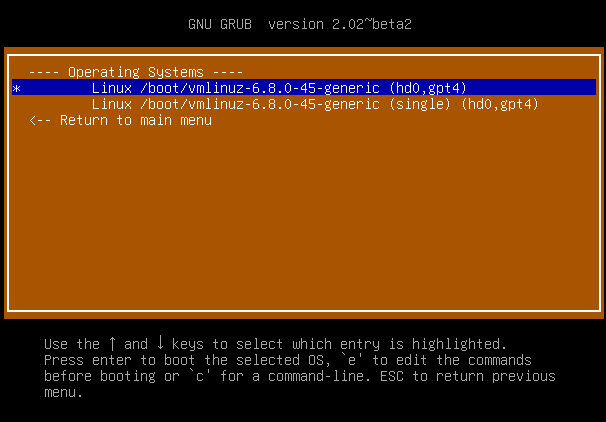 GNU GRUB version 2.02~beta2
---- Operating Systems ----
* Linux /boot/vmlinuz-6.8.0-45-generic (hd0,gpt4)
Linux /boot/vmlinuz-6.8.0-45-generic (single) (hd0,gpt4)
<-- Return to main menu
Use the ↑ and ↓ keys to select which entry is highlighted.
Press enter to boot the selected OS, `e' to edit the commands
before booting or `c' for a command-line. ESC to return previous
menu.